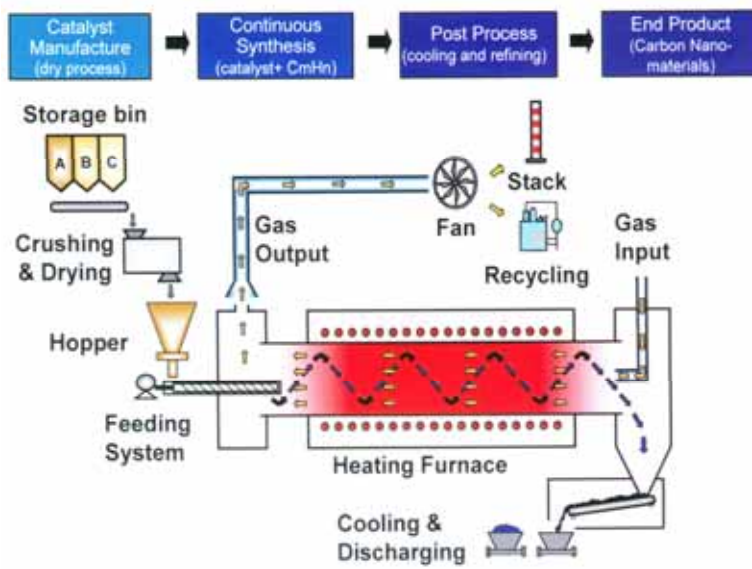 Catalyst
Manufacture
(dry process)
Continuous
Synthesis
(catalyst+ CmHn)
Post Process
(cooling and refining)
End Product
(Carbon Nano-
materials)
Storage bin
A B C
Crushing
& Drying
Hopper
Feeding
System
Gas
Output
Fan
Stack
Recycling
Gas
Input
Heating Furnace
Cooling &
Discharging